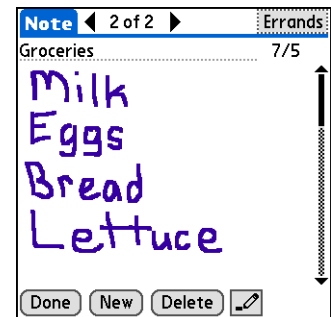 Note 2 of 2 Errands
Groceries 7/5
Milk
Eggs
Bread
Lettuce
Done New Delete